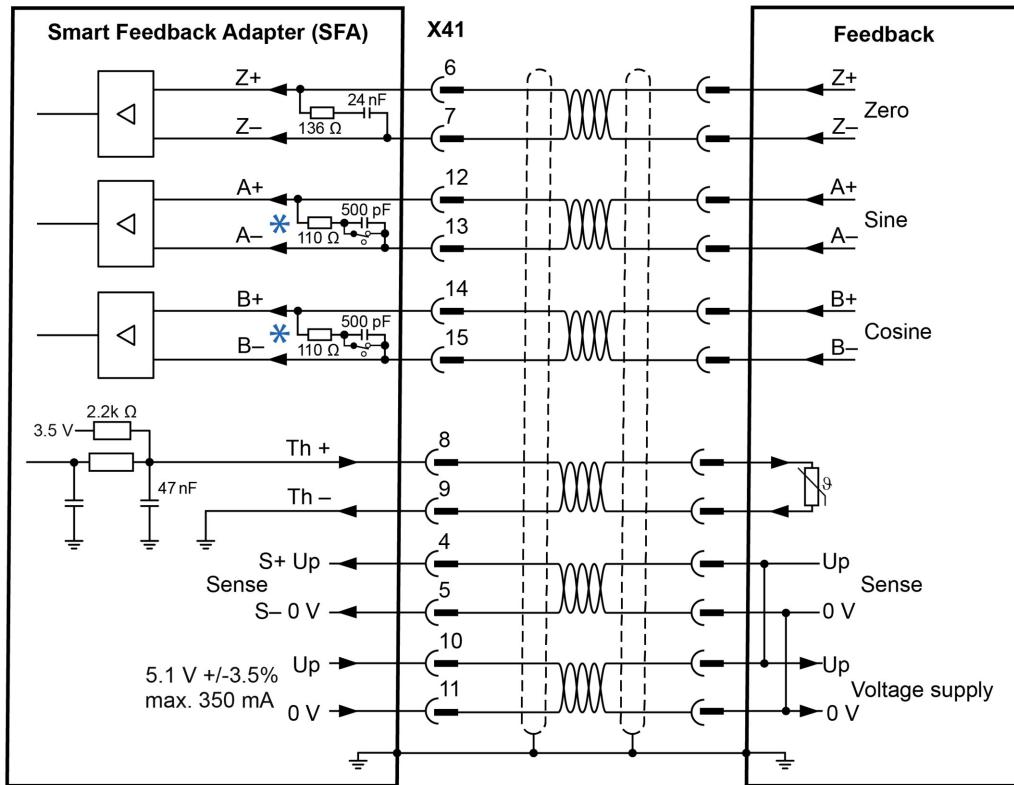 Smart Feedback Adapter (SFA)
X41
Feedback
Z+
6
Z+
24 nF
136 Ω
7
Zero
Z–
Z–
A+
12
A+
500 pF
*
110 Ω
13
Sine
A–
A–
B+
14
B+
500 pF
*
110 Ω
15
Cosine
B–
B–
2.2k Ω
3.5 V
Th +
8
47 nF
9
ϑ
Th –
S+ Up
4
Up
Sense
5
Sense
S– 0 V
0 V
Up
10
Up
5.1 V +/-3.5%
max. 350 mA
11
Voltage supply
0 V
0 V